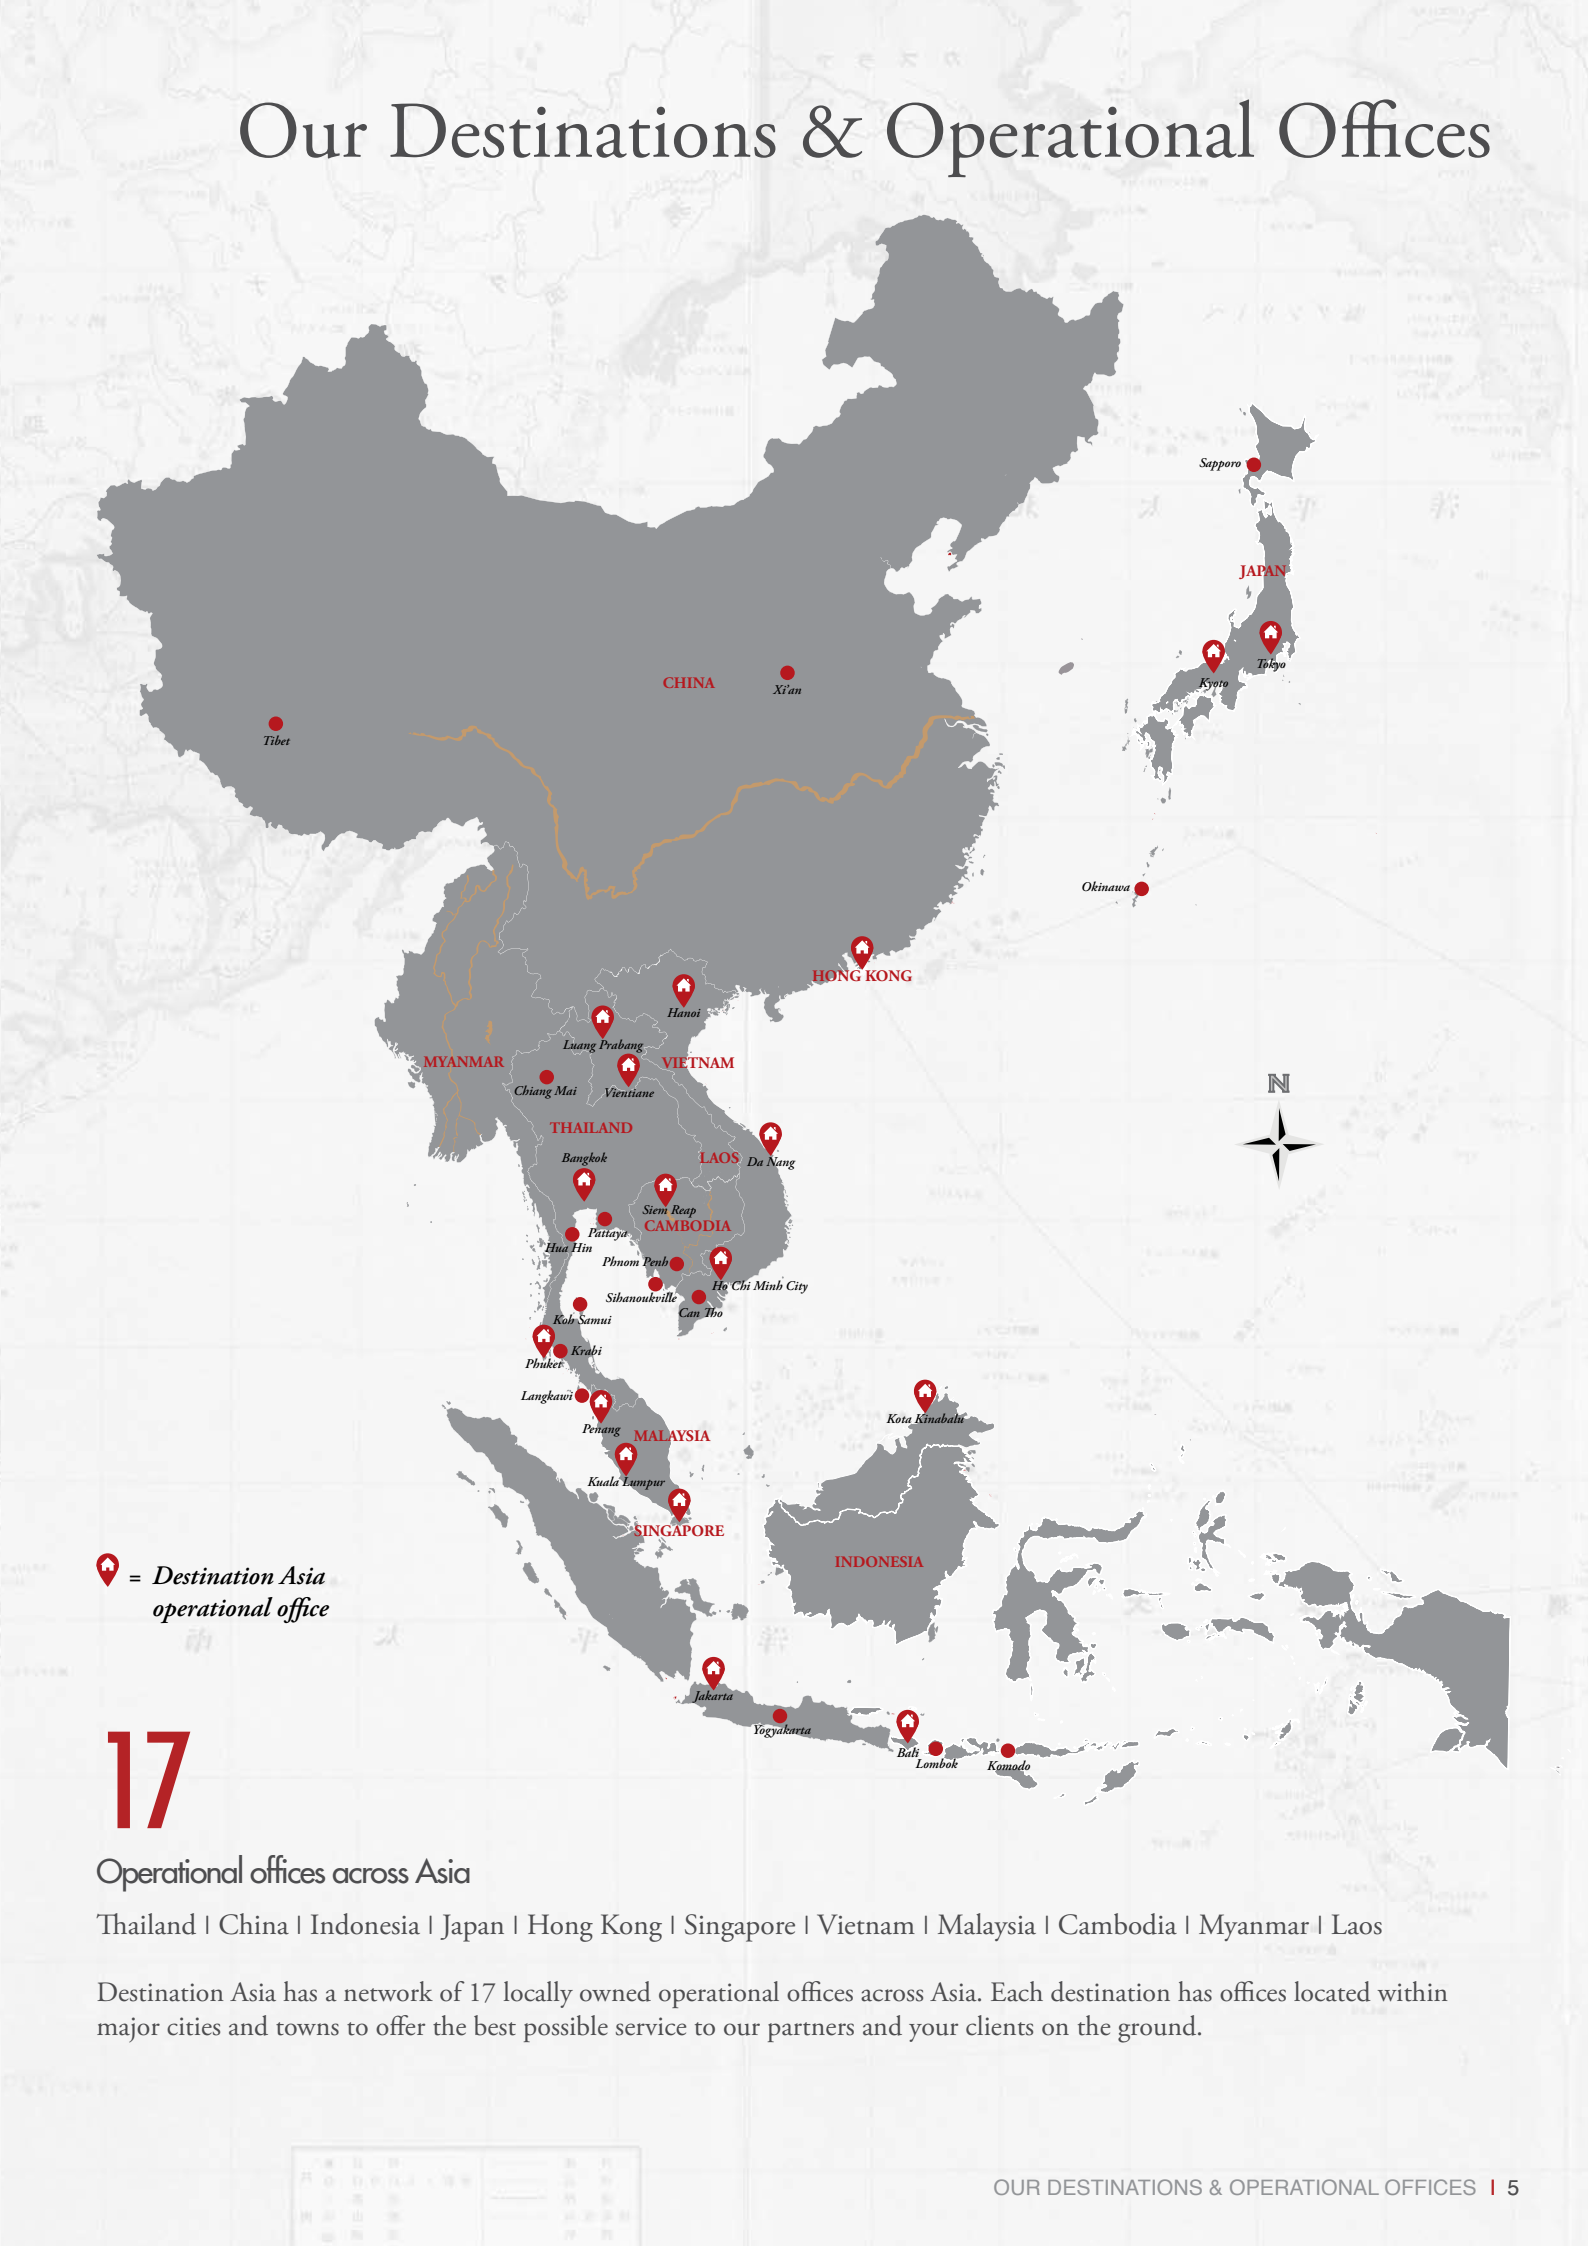 Our Destinations & Operational Offices
Sapporo
JAPAN
Tokyo
Kyoto
CHINA
Xi'an
Tibet
Okinawa
HONG KONG
Hanoi
Luang Prabang
MYANMAR
VIETNAM
Chiang Mai
Vientiane
N
THAILAND
Bangkok
LAOS
Da Nang
Siem Reap
CAMBODIA
Pattaya
Hua Hin
Phnom Penh
Ho Chi Minh City
Sihanoukville
Can Tho
Koh Samui
Krabi
Phuket
Langkawi
Kota Kinabalu
Penang
MALAYSIA
Kuala Lumpur
SINGAPORE
INDONESIA
= Destination Asia
operational office
Jakarta
Yogyakarta
Bali
Lombok
Komodo
17
Operational offices across Asia
Thailand | China | Indonesia | Japan | Hong Kong | Singapore | Vietnam | Malaysia | Cambodia | Myanmar | Laos
Destination Asia has a network of 17 locally owned operational offices across Asia. Each destination has offices located within
major cities and towns to offer the best possible service to our partners and your clients on the ground.
OUR DESTINATIONS & OPERATIONAL OFFICES | 5